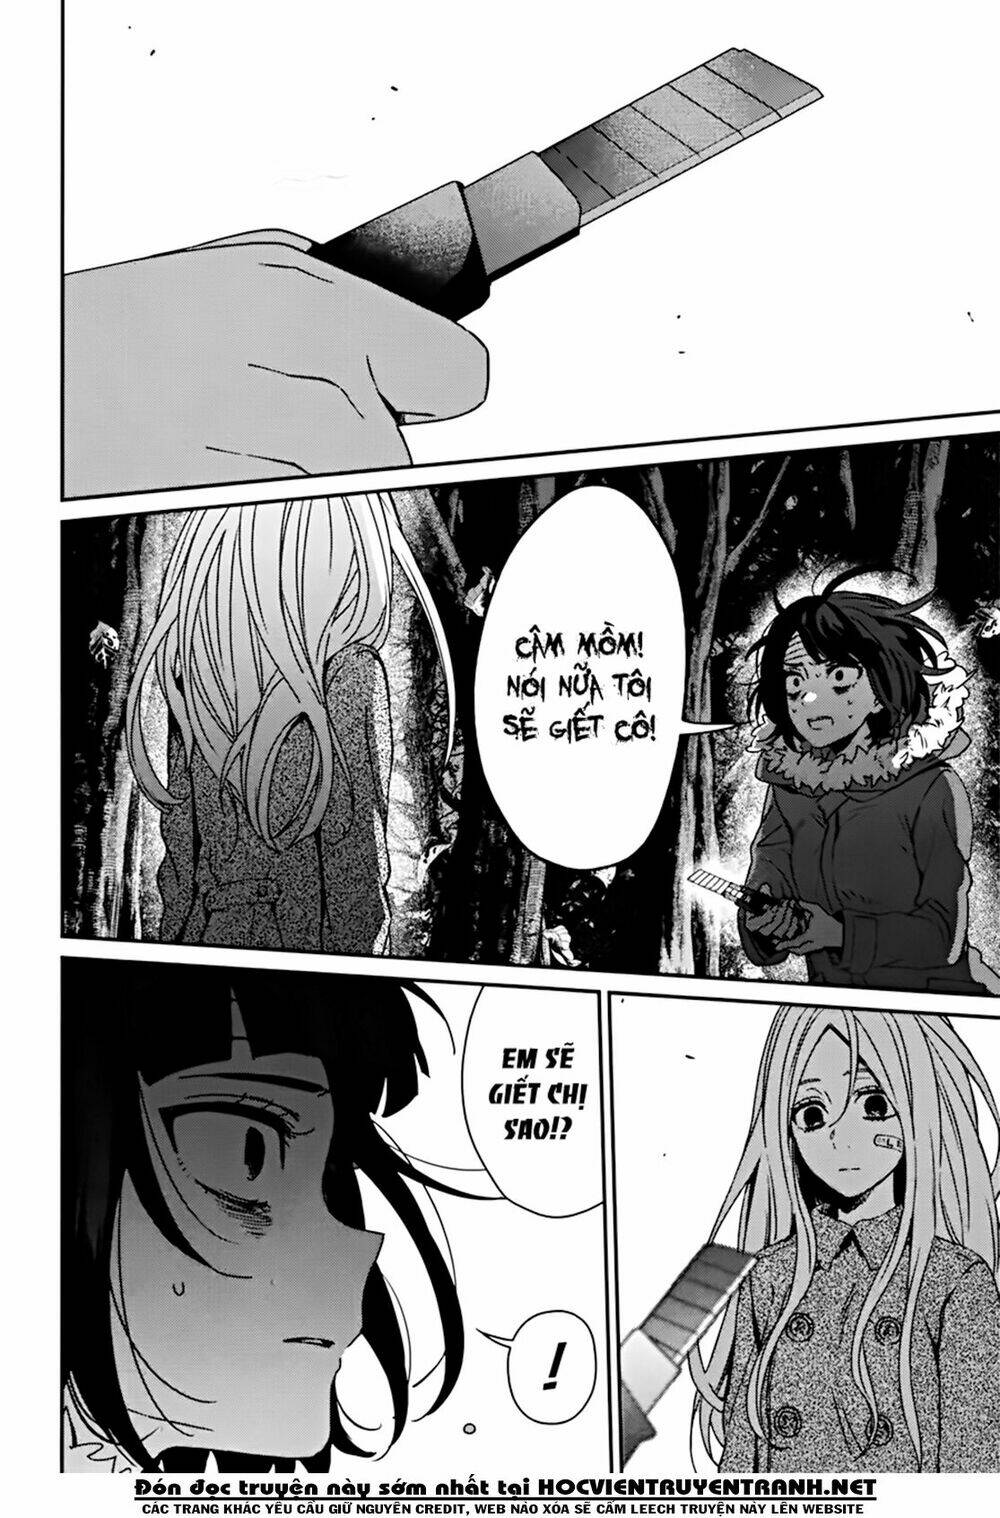 CÂM MỒM!
NÓI NỮA TÔI
SẼ GIẾT CÔ!
EM SẼ
GIẾT CHỊ
SAO!?
!
Đón đọc truyện này sớm nhất tại HOCVIENTRUYENTRANH.NET
CÁC TRANG KHÁC YÊU CẦU GIỮ NGUYÊN CREDIT, WEB NÀO XÓA SẼ CẤM LEECH TRUYỆN NÀY LÊN WEBSITE